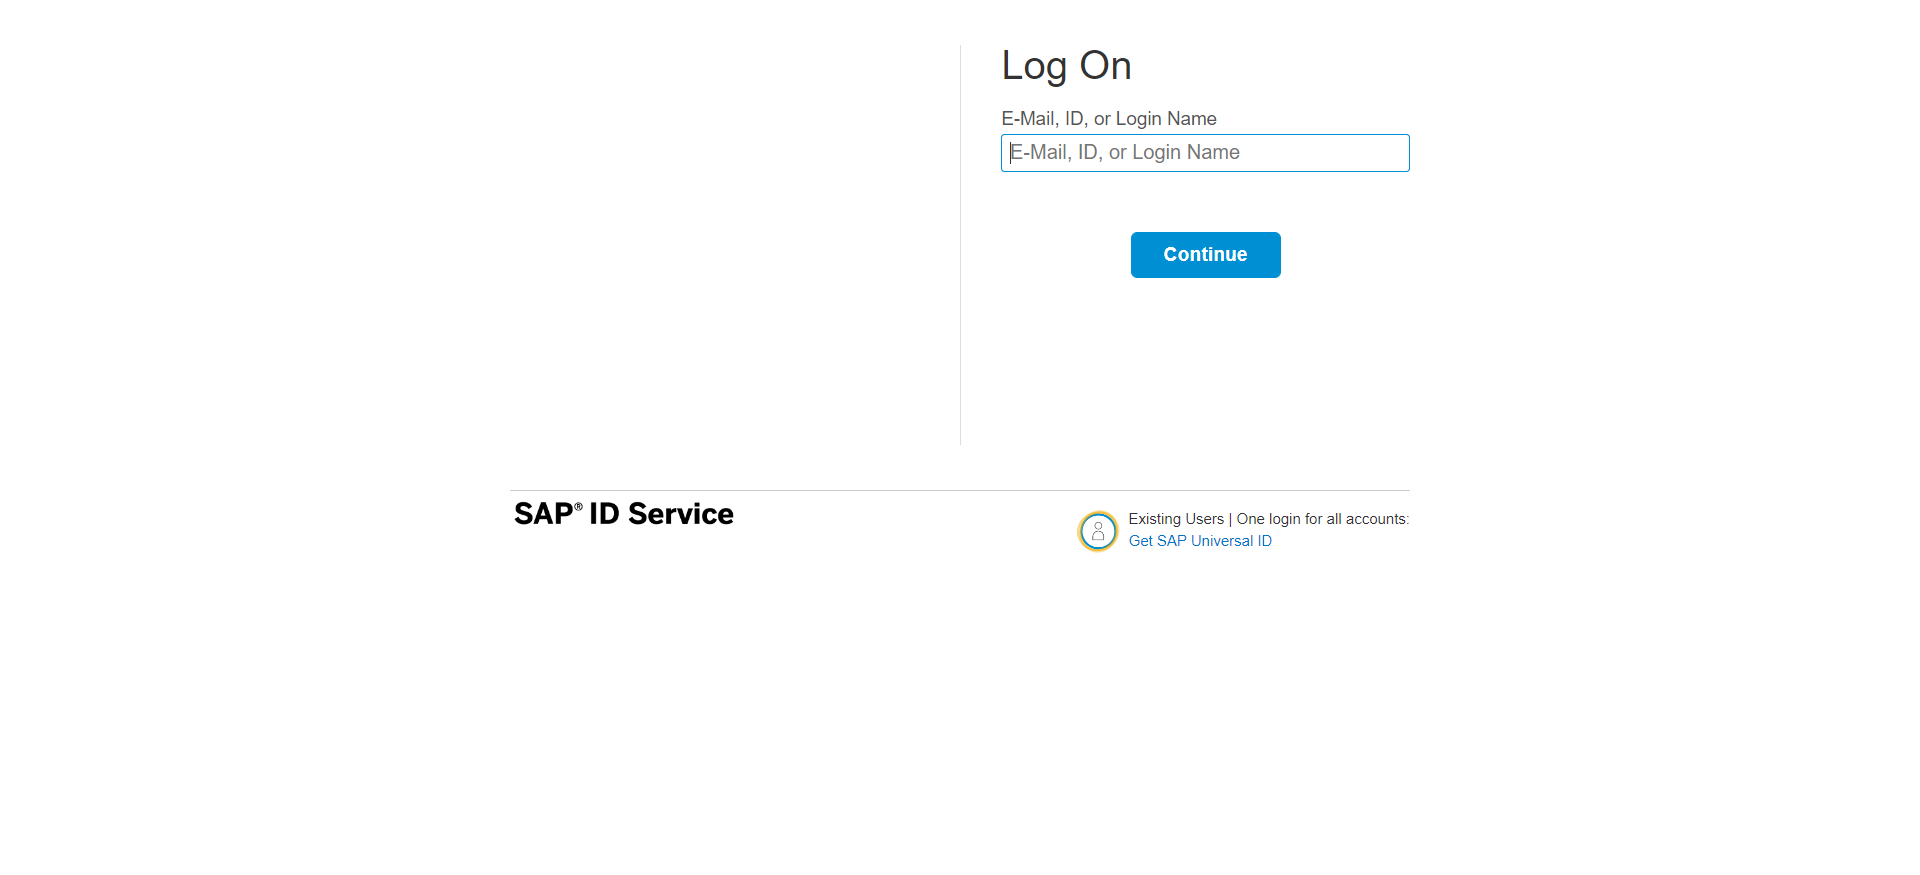 Log On
E-Mail, ID, or Login Name
E-Mail, ID, or Login Name
Continue
SAP® ID Service
Existing Users | One login for all accounts:
Get SAP Universal ID